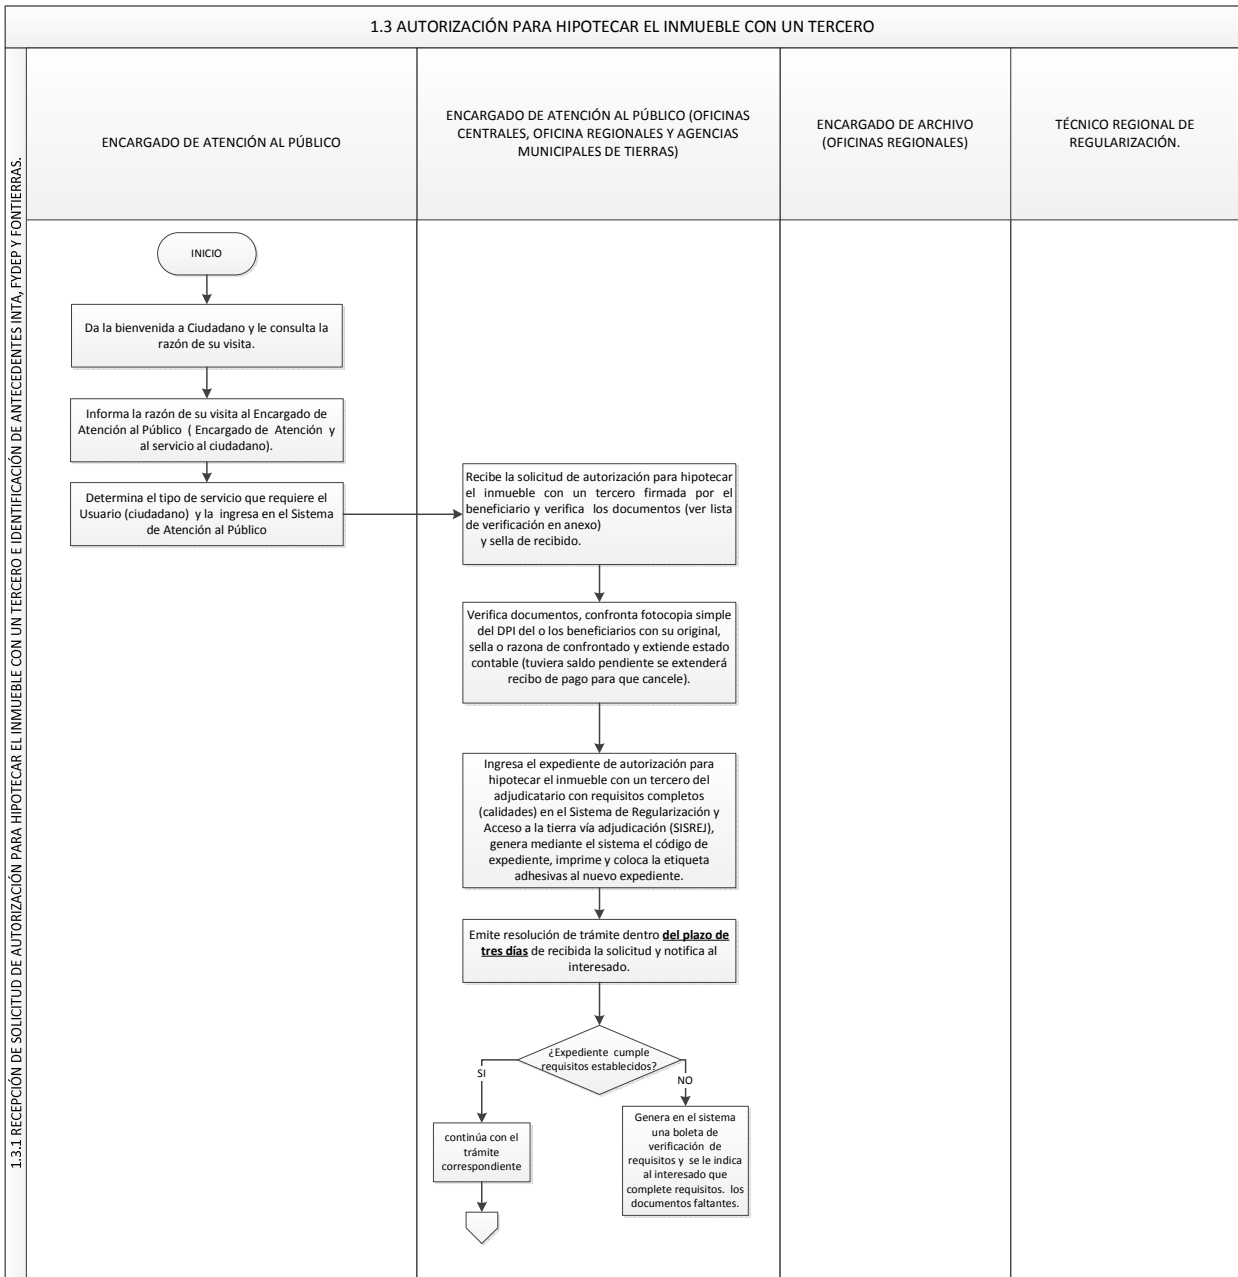 1.3 AUTORIZACIÓN PARA HIPOTECAR EL INMUEBLE CON UN TERCERO
1.3.1 RECEPCIÓN DE SOLICITUD DE AUTORIZACIÓN PARA HIPOTECAR EL INMUEBLE CON UN TERCERO E IDENTIFICACIÓN DE ANTECEDENTES INTA, FYDEP Y FONTIERRAS.
ENCARGADO DE ATENCIÓN AL PÚBLICO
ENCARGADO DE ATENCIÓN AL PÚBLICO (OFICINAS
CENTRALES, OFICINA REGIONALES Y AGENCIAS
MUNICIPALES DE TIERRAS)
ENCARGADO DE ARCHIVO
(OFICINAS REGIONALES)
TÉCNICO REGIONAL DE
REGULARIZACIÓN.
INICIO
Da la bienvenida a Ciudadano y le consulta la
razón de su visita.
Informa la razón de su visita al Encargado de
Atención al Público ( Encargado de Atención y
al servicio al ciudadano).
Determina el tipo de servicio que requiere el
Usuario (ciudadano) y la ingresa en el Sistema
de Atención al Público
Recibe la solicitud de autorización para hipotecar
el inmueble con un tercero firmada por el
beneficiario y verifica los documentos (ver lista
de verificación en anexo)
y sella de recibido.
Verifica documentos, confronta fotocopia simple
del DPI del o los beneficiarios con su original,
sella o razona de confrontado y extiende estado
contable (tuviera saldo pendiente se extenderá
recibo de pago para que cancele).
Ingresa el expediente de autorización para
hipotecar el inmueble con un tercero del
adjudicatario con requisitos completos
(calidades) en el Sistema de Regularización y
Acceso a la tierra vía adjudicación (SISREJ),
genera mediante el sistema el código de
expediente, imprime y coloca la etiqueta
adhesivas al nuevo expediente.
Emite resolución de trámite dentro del plazo de
tres días de recibida la solicitud y notifica al
interesado.
¿Expediente cumple
requisitos establecidos?
SI
NO
continúa con el
trámite
correspondiente
Genera en el sistema
una boleta de
verificación de
requisitos y se le indica
al interesado que
complete requisitos. los
documentos faltantes.